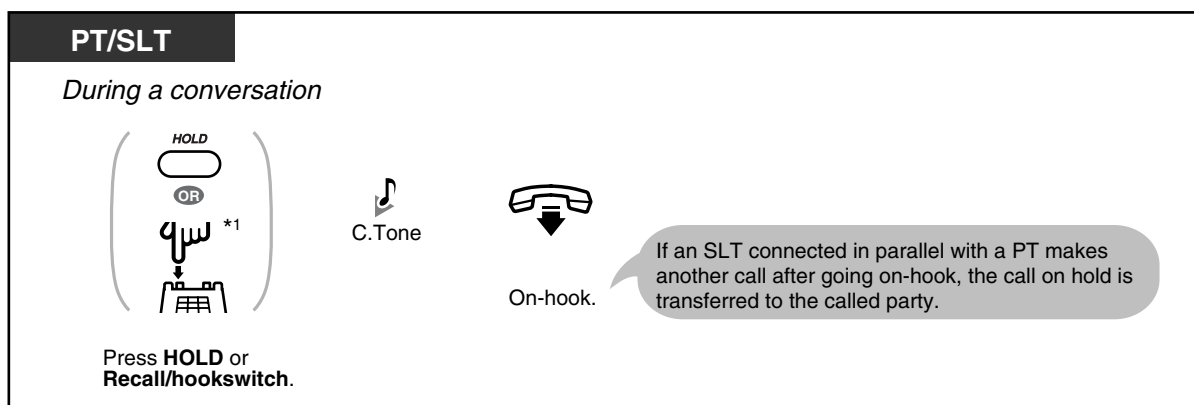 PT/SLT
During a conversation
HOLD
OR
*1
C.Tone
Press HOLD or
Recall/hookswitch.
On-hook.
If an SLT connected in parallel with a PT makes
another call after going on-hook, the call on hold is
transferred to the called party.